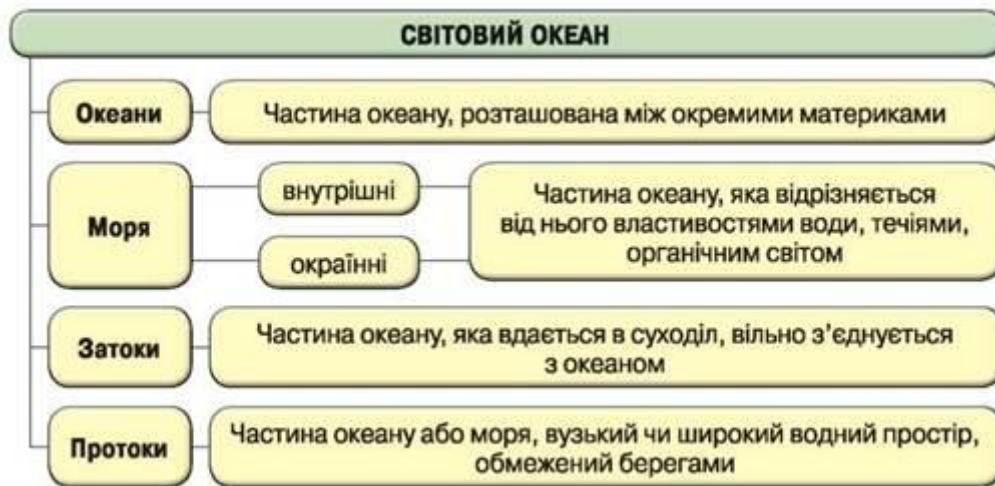 СВІТОВИЙ ОКЕАН
Океани
Частина океану, розташована між окремими материками
Моря
внутрішні
окраїнні
Частина океану, яка відрізняється
від нього властивостями води, течіями,
органічним світом
Затоки
Частина океану, яка вдається в суходіл, вільно з’єднується
з океаном
Протоки
Частина океану або моря, вузький чи широкий водний простір,
обмежений берегами